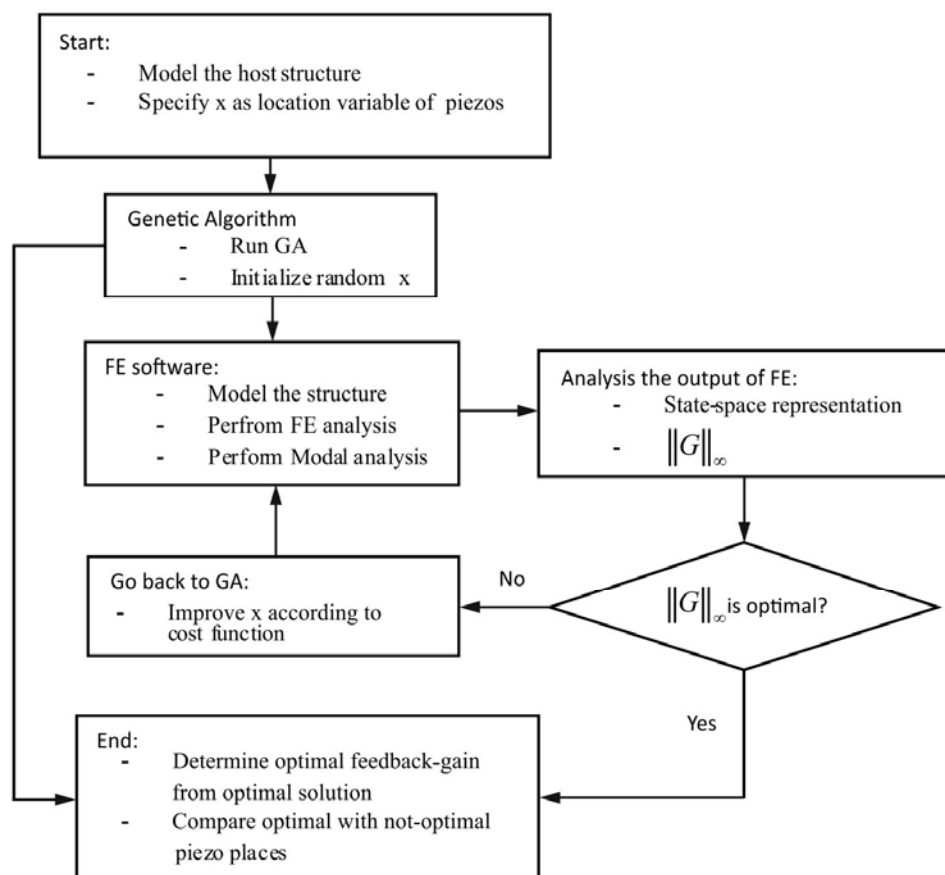 Start:
- Model the host structure
- Specify x as location variable of piezos
Genetic Algorithm
- Run GA
- Initialize random x
FE software:
- Model the structure
- Perfrom FE analysis
- Perform Modal analysis
Analysis the output of FE:
- State-space representation
- ‖G‖∞
‖G‖∞ is optimal?
No
Go back to GA:
- Improve x according to
cost function
Yes
End:
- Determine optimal feedback-gain
from optimal solution
- Compare optimal with not-optimal
piezo places